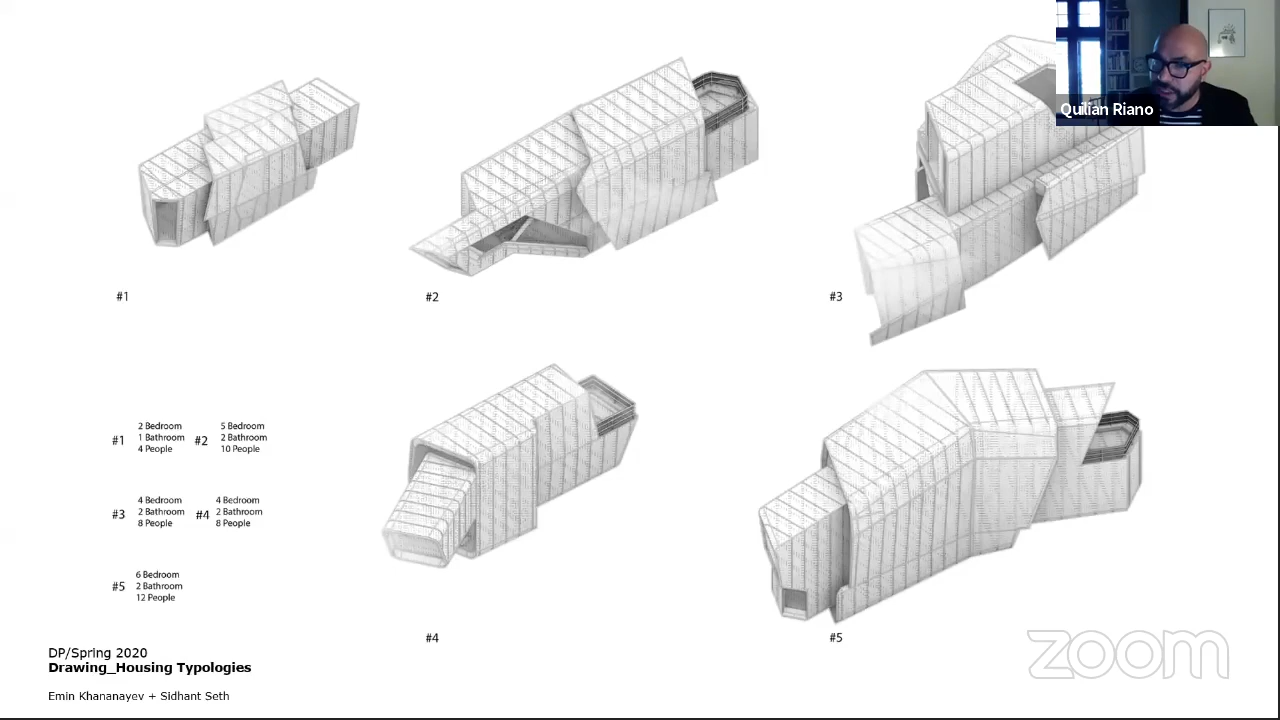 Quilian Riano
#1
#2
#3
#1
2 Bedroom
1 Bathroom
4 People
#2
5 Bedroom
2 Bathroom
10 People
#3
4 Bedroom
2 Bathroom
8 People
#4
4 Bedroom
2 Bathroom
8 People
#5
6 Bedroom
2 Bathroom
12 People
#4
#5
DP/Spring 2020
Drawing_Housing Typologies
Emin Khananayev + Sidhant Seth
zoom